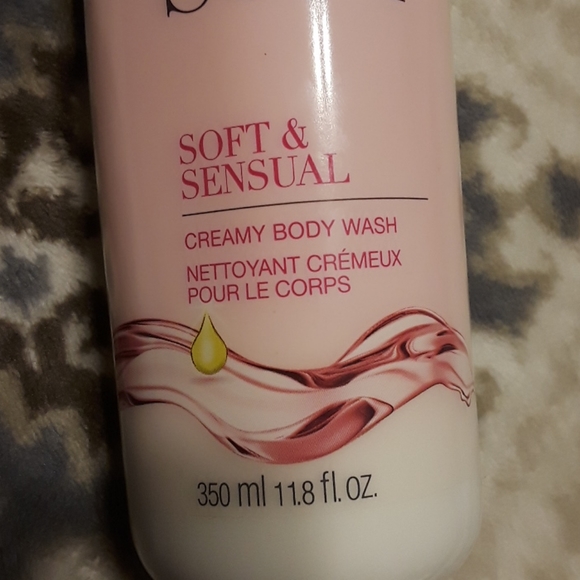 SOFT &
SENSUAL
CREAMY BODY WASH
NETTOYANT CRÉMEUX
POUR LE CORPS
350 ml 11.8 fl. oz.